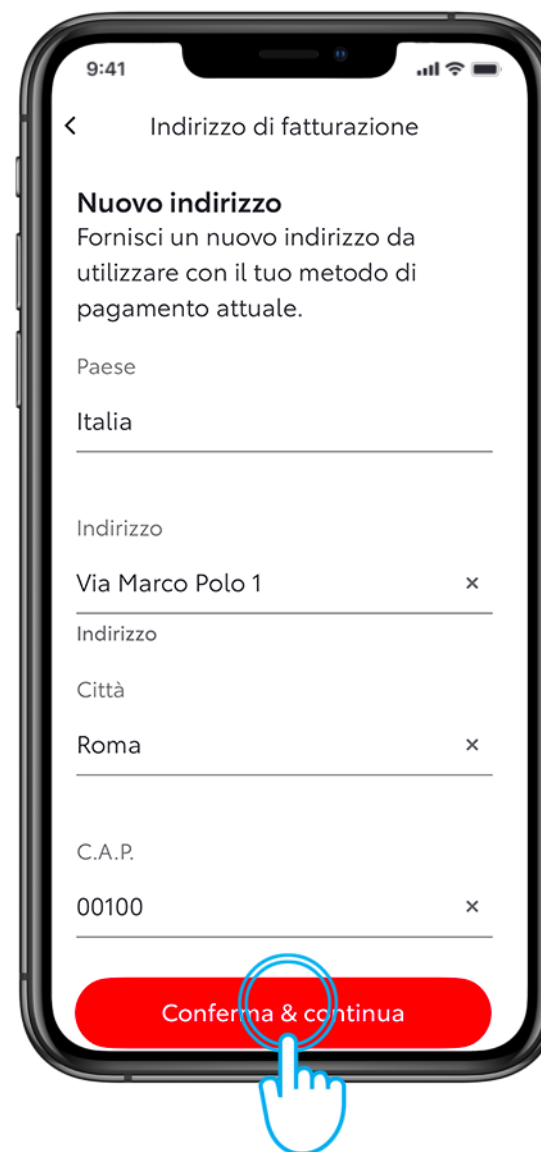 9:41
Indirizzo di fatturazione
Nuovo indirizzo
Fornisci un nuovo indirizzo da
utilizzare con il tuo metodo di
pagamento attuale.
Paese
Italia
Indirizzo
Via Marco Polo 1
Indirizzo
Città
Roma
C.A.P.
00100
Conferma & continua